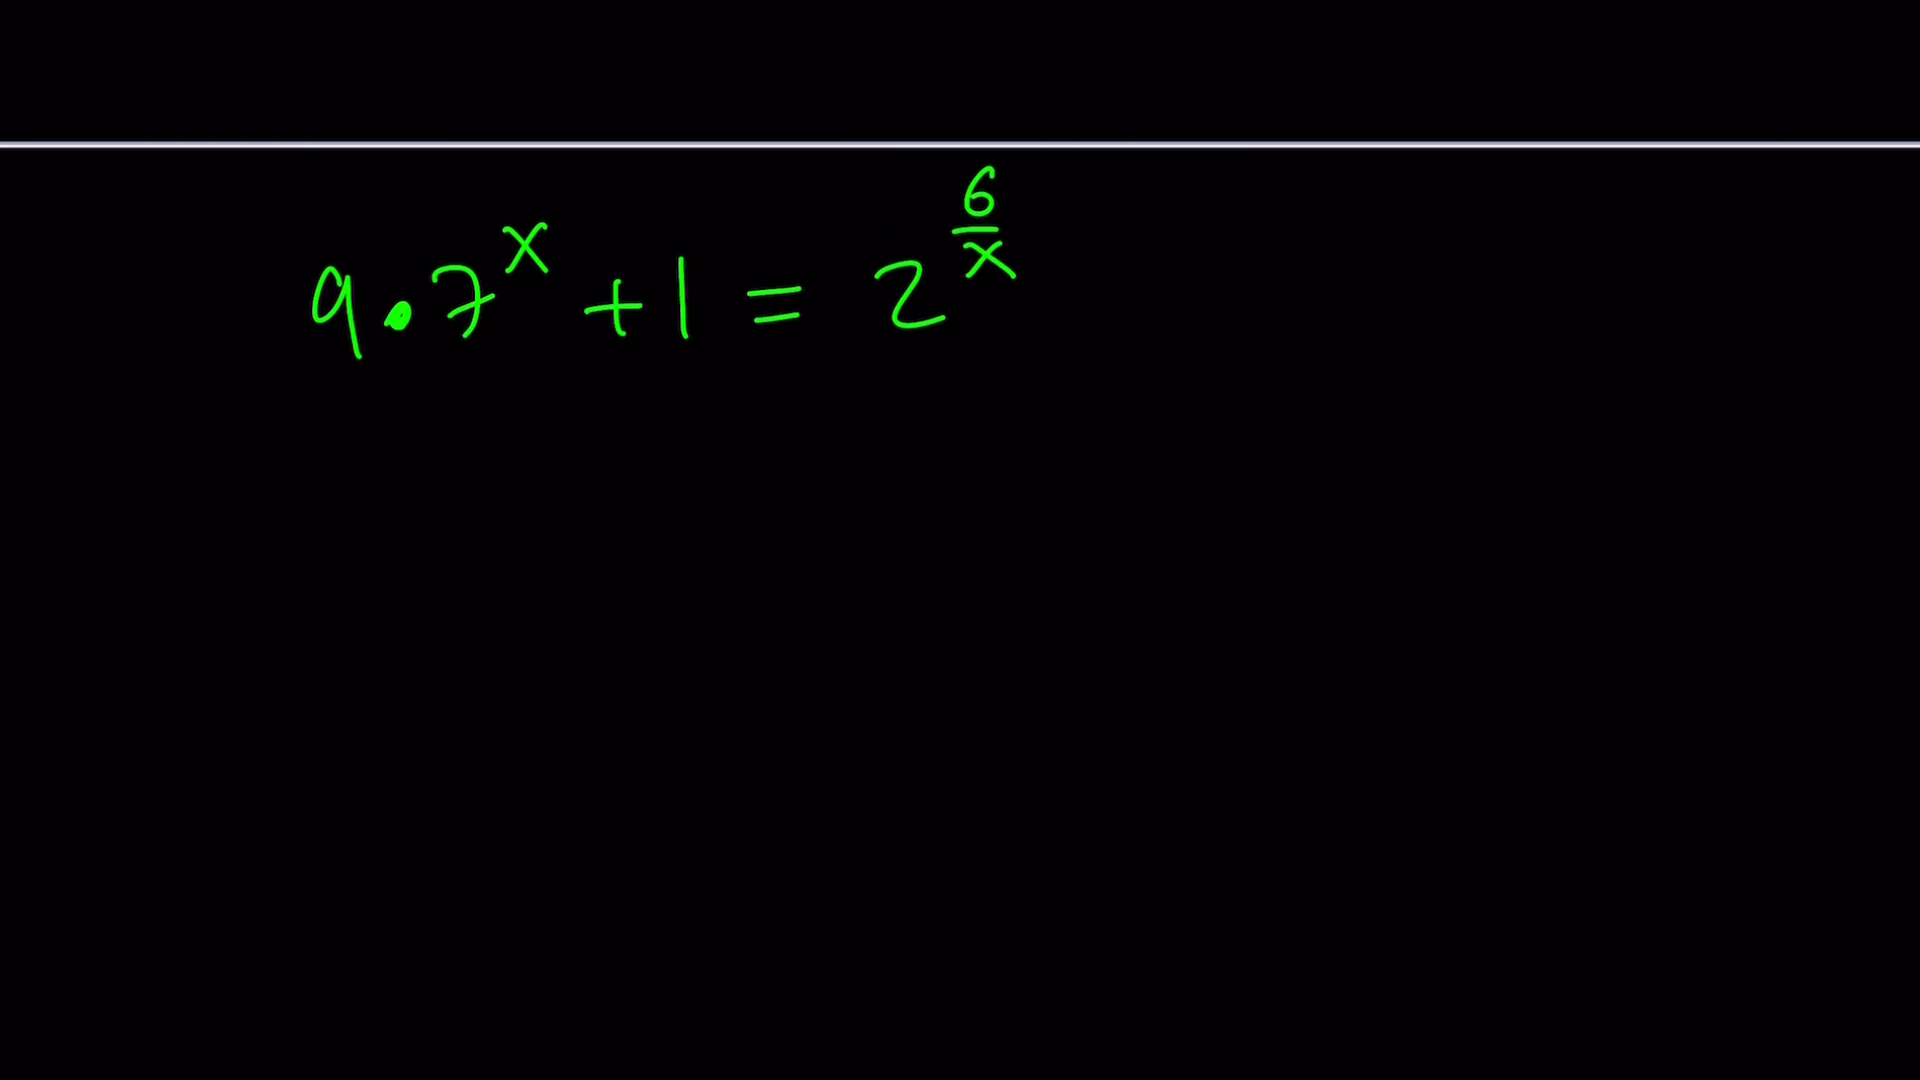 9 • 7^x + 1 = 2^{6/x}